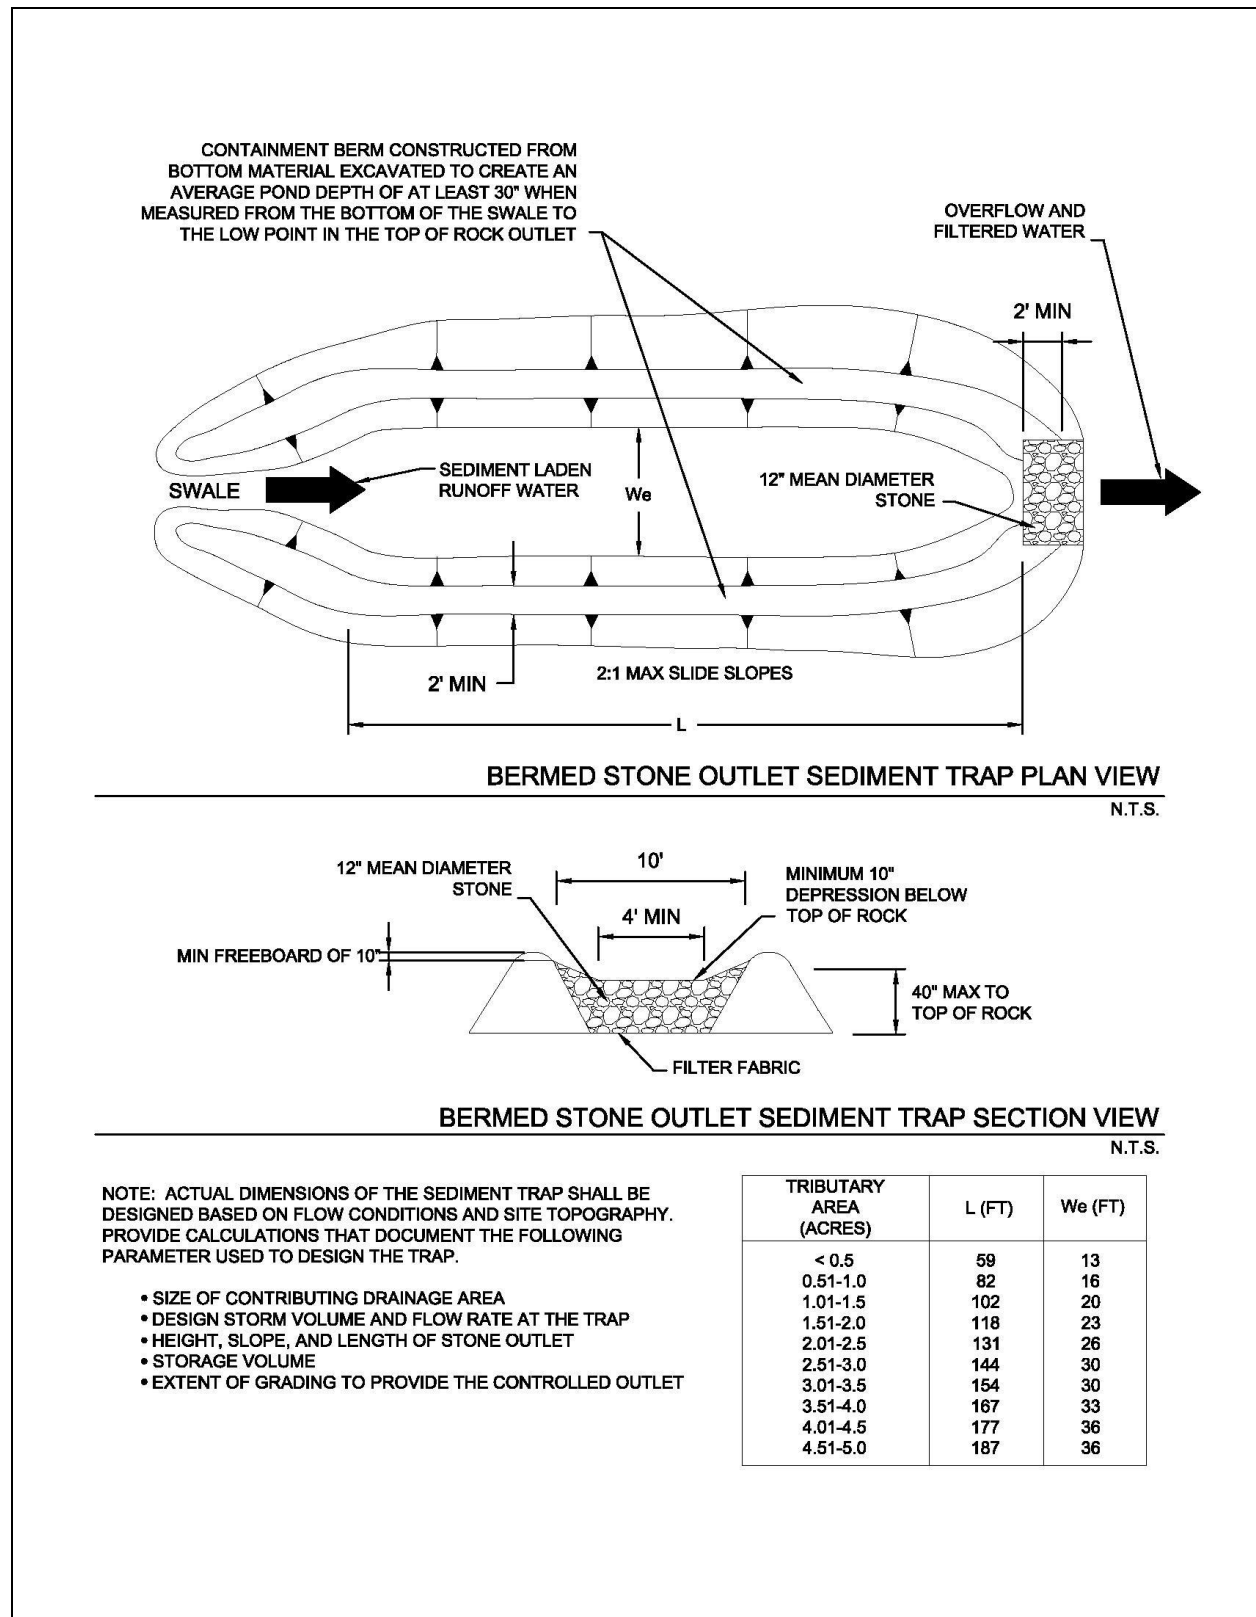 CONTAINMENT BERM CONSTRUCTED FROM
BOTTOM MATERIAL EXCAVATED TO CREATE AN
AVERAGE POND DEPTH OF AT LEAST 30" WHEN
MEASURED FROM THE BOTTOM OF THE SWALE TO
THE LOW POINT IN THE TOP OF ROCK OUTLET
OVERFLOW AND
FILTERED WATER
2' MIN
SEDIMENT LADEN
RUNOFF WATER
SWALE
We
12" MEAN DIAMETER
STONE
2' MIN
2:1 MAX SLIDE SLOPES
L
BERMED STONE OUTLET SEDIMENT TRAP PLAN VIEW
N.T.S.
12" MEAN DIAMETER
STONE
10'
MINIMUM 10"
DEPRESSION BELOW
TOP OF ROCK
4' MIN
MIN FREEBOARD OF 10"
40" MAX TO
TOP OF ROCK
FILTER FABRIC
BERMED STONE OUTLET SEDIMENT TRAP SECTION VIEW
N.T.S.
NOTE: ACTUAL DIMENSIONS OF THE SEDIMENT TRAP SHALL BE
DESIGNED BASED ON FLOW CONDITIONS AND SITE TOPOGRAPHY.
PROVIDE CALCULATIONS THAT DOCUMENT THE FOLLOWING
PARAMETER USED TO DESIGN THE TRAP.
• SIZE OF CONTRIBUTING DRAINAGE AREA
• DESIGN STORM VOLUME AND FLOW RATE AT THE TRAP
• HEIGHT, SLOPE, AND LENGTH OF STONE OUTLET
• STORAGE VOLUME
• EXTENT OF GRADING TO PROVIDE THE CONTROLLED OUTLET
TRIBUTARY
AREA
(ACRES)
L (FT)
We (FT)
< 0.5 59 13
0.51-1.0 82 16
1.01-1.5 102 20
1.51-2.0 118 23
2.01-2.5 131 26
2.51-3.0 144 30
3.01-3.5 154 30
3.51-4.0 167 33
4.01-4.5 177 36
4.51-5.0 187 36